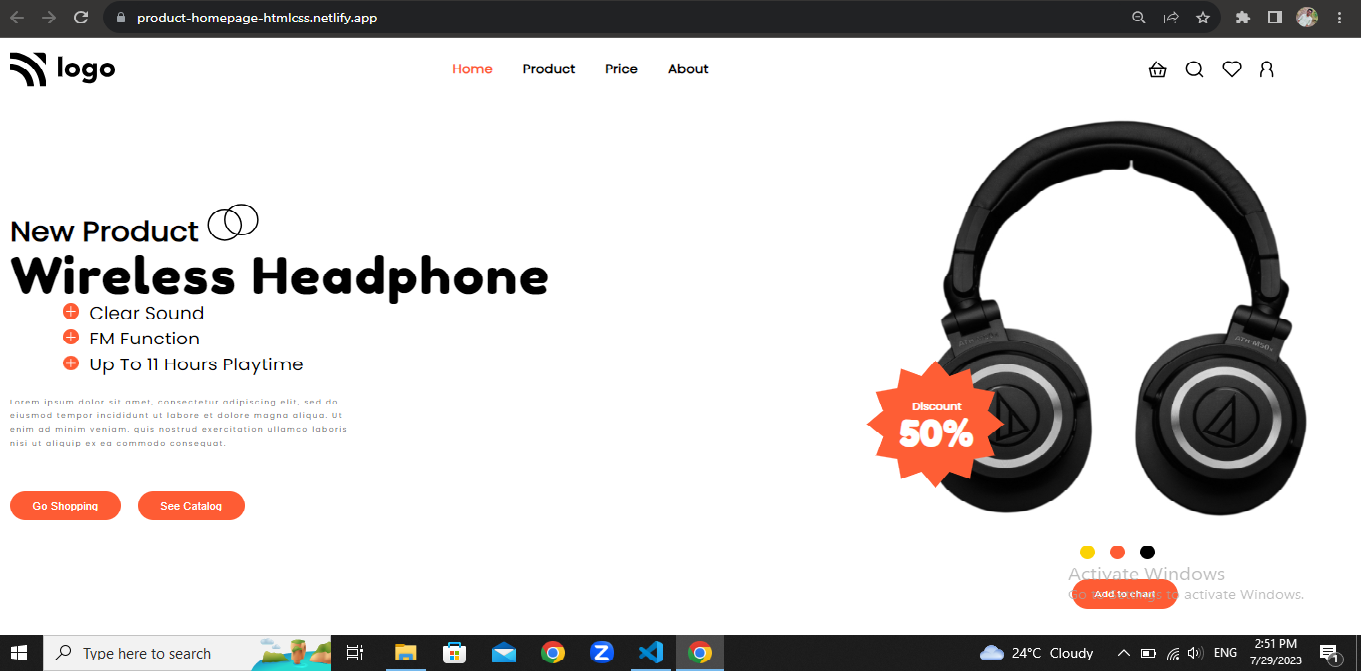 product-homepage-htmlcss.netlify.app
logo
Home Product Price About
New Product
Wireless Headphone
Clear Sound
FM Function
Up To 11 Hours Playtime
Lorem ipsum dolor sit amet, consectetur adipiscing elit, sed do
eiusmod tempor incididunt ut labore et dolore magna aliqua. Ut
enim ad minim veniam, quis nostrud exercitation ullamco laboris
nisi ut aliquip ex ea commodo consequat.
Go Shopping See Catalog
Ath M50x
Discount
50%
Activate Windows
Go to Settings to activate Windows.
Add to chart
Type here to search
24°C Cloudy
ENG
2:51 PM
7/29/2023
1